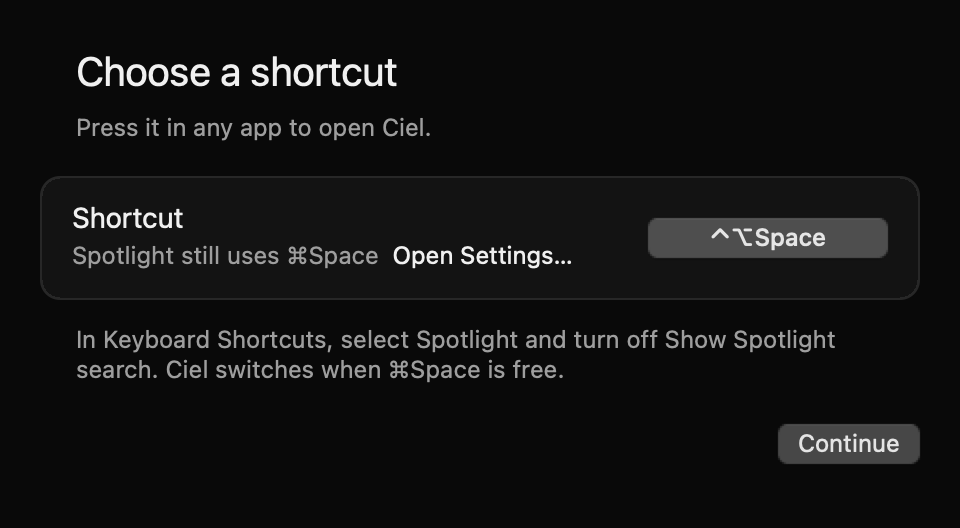 Choose a shortcut
Press it in any app to open Ciel.
Shortcut
⌃⌥Space
Spotlight still uses ⌘Space Open Settings...
In Keyboard Shortcuts, select Spotlight and turn off Show Spotlight
search. Ciel switches when ⌘Space is free.
Continue